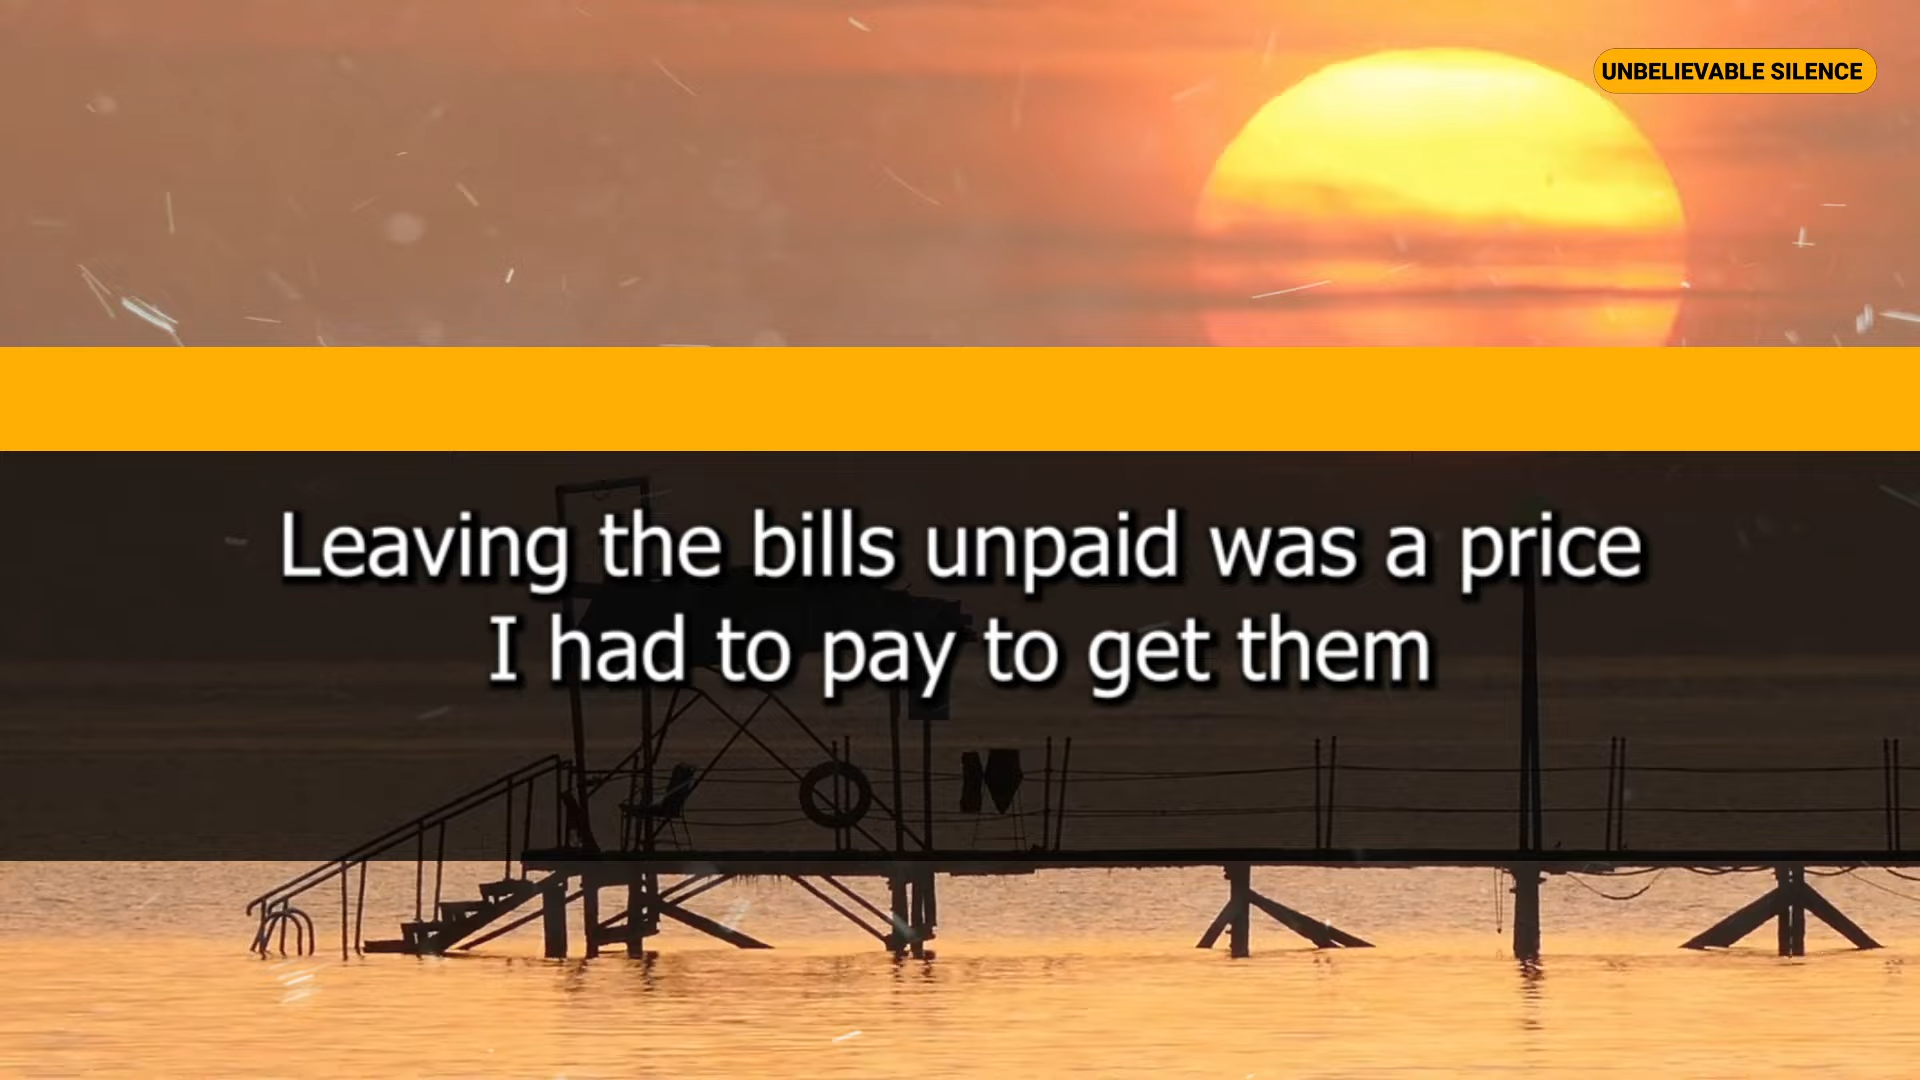 UNBELIEVABLE SILENCE
Leaving the bills unpaid was a price
I had to pay to get them